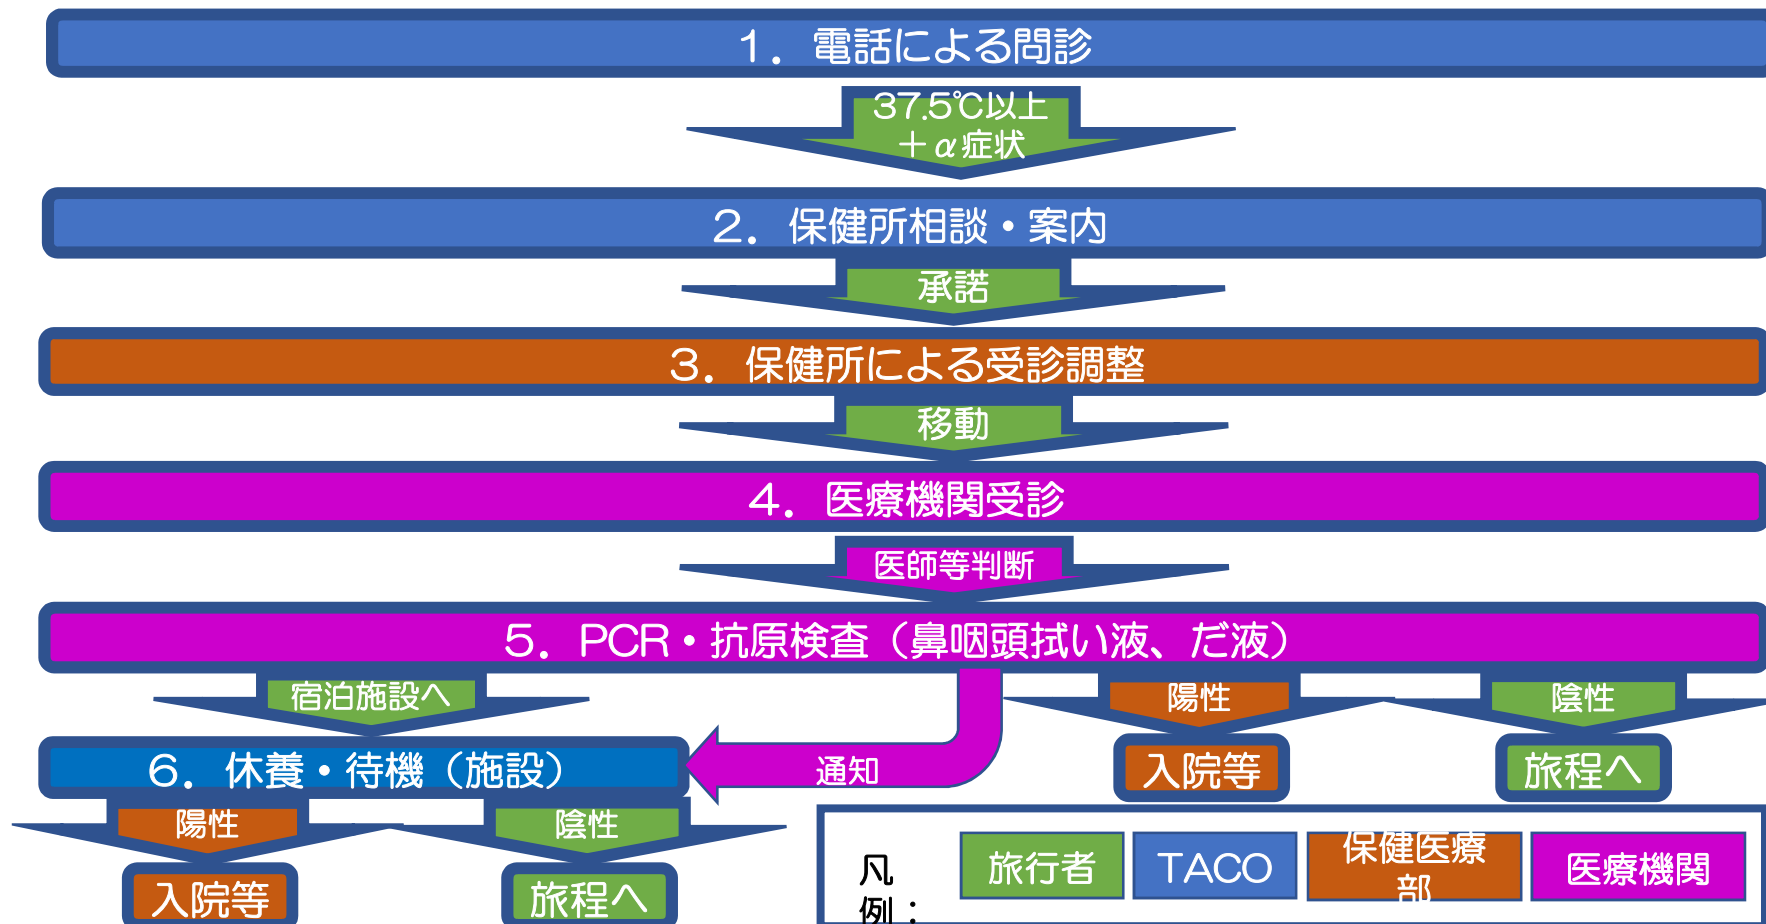 １．電話による問診
３７.５℃以上
＋α症状
２．保健所相談・案内
承諾
３．保健所による受診調整
移動
４．医療機関受診
医師等判断
５．PCR・抗原検査（鼻咽頭拭い液、だ液）
宿泊施設へ
陽性
陰性
６．休養・待機（施設）
通知
入院等
旅程へ
陽性
陰性
入院等
旅程へ
凡
例：
旅行者
TACO
保健医療
部
医療機関